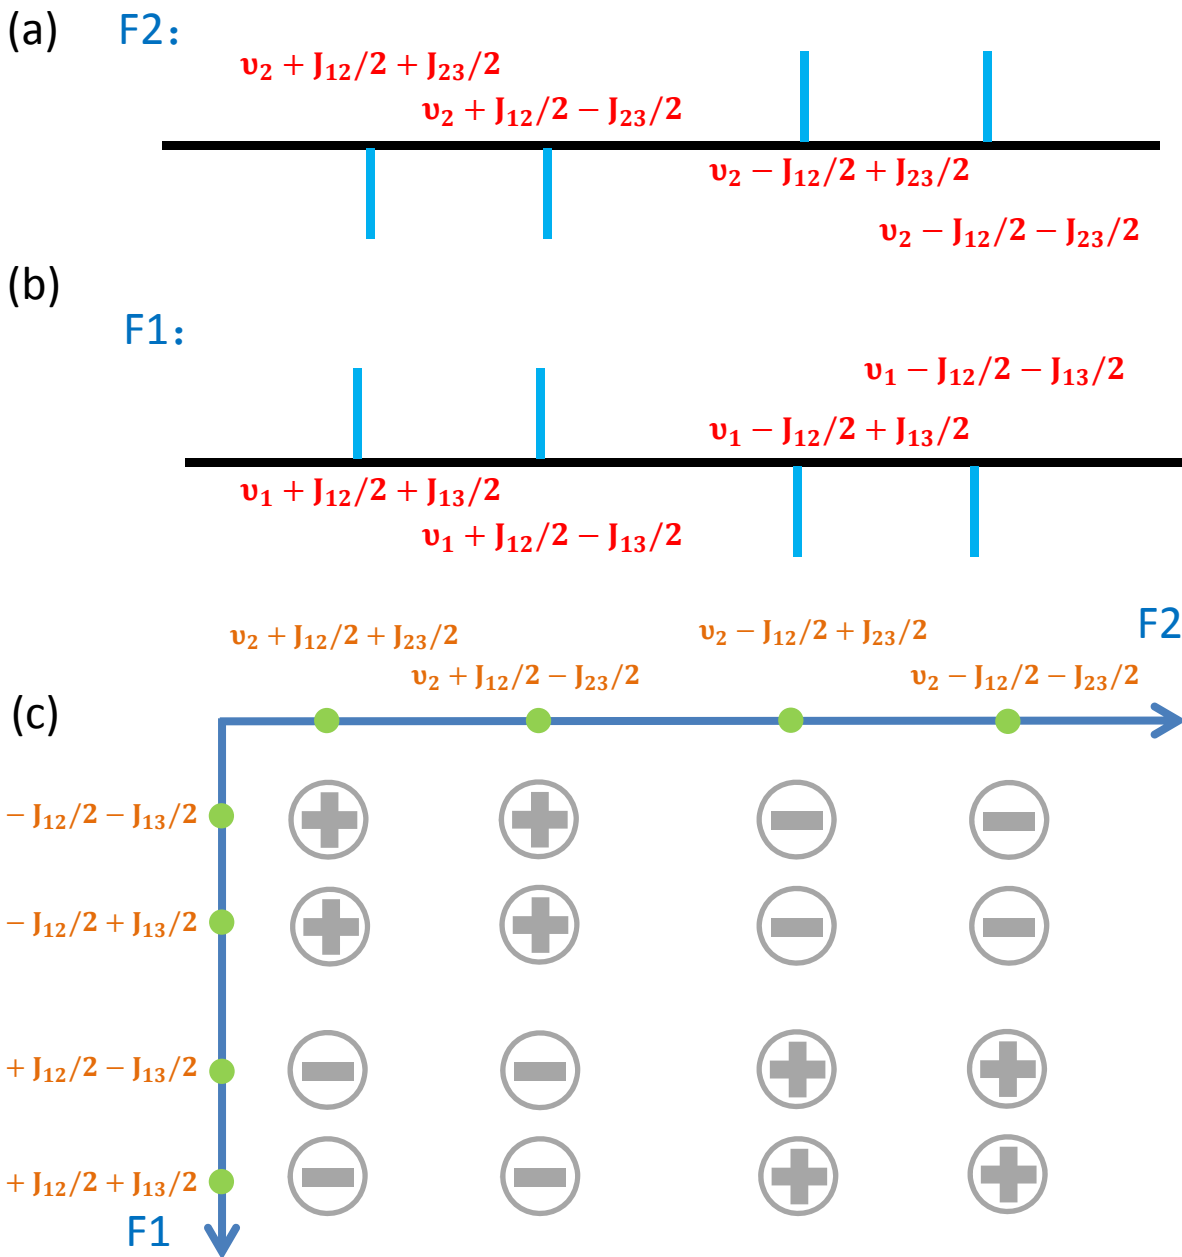 (a) F2：
υ₂ + J₁₂/2 + J₂₃/2
υ₂ + J₁₂/2 − J₂₃/2
υ₂ − J₁₂/2 + J₂₃/2
υ₂ − J₁₂/2 − J₂₃/2
(b)
F1：
υ₁ − J₁₂/2 − J₁₃/2
υ₁ − J₁₂/2 + J₁₃/2
υ₁ + J₁₂/2 + J₁₃/2
υ₁ + J₁₂/2 − J₁₃/2
F2
υ₂ + J₁₂/2 + J₂₃/2
υ₂ − J₁₂/2 + J₂₃/2
υ₂ + J₁₂/2 − J₂₃/2
υ₂ − J₁₂/2 − J₂₃/2
(c)
− J₁₂/2 − J₁₃/2
− J₁₂/2 + J₁₃/2
+ J₁₂/2 − J₁₃/2
+ J₁₂/2 + J₁₃/2
F1